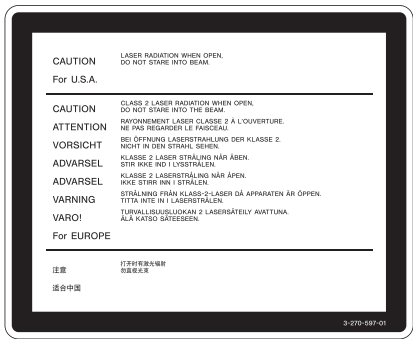 CAUTION
LASER RADIATION WHEN OPEN,
DO NOT STARE INTO BEAM.
For U.S.A.
CAUTION
CLASS 2 LASER RADIATION WHEN OPEN,
DO NOT STARE INTO THE BEAM.
ATTENTION
RAYONNEMENT LASER CLASSE 2 À L'OUVERTURE.
NE PAS REGARDER LE FAISCEAU.
VORSICHT
BEI ÖFFNUNG LASERSTRAHLUNG DER KLASSE 2.
NICHT IN DEN STRAHL SEHEN.
ADVARSEL
KLASSE 2 LASER STRÅLING NÅR ÅBEN.
STIR IKKE IND I LYSSTRÅLEN.
ADVARSEL
KLASSE 2 LASERSTRÅLING NÅR ÅPEN.
IKKE STIRR INN I STRÅLEN.
VARNING
STRÅLNING FRÅN KLASS-2-LASER DÅ APPARATEN ÄR ÖPPEN.
TITTA INTE IN I LASERSTRÅLEN.
VARO!
TURVALLISUUSLUOKAN 2 LASERSÄTEILY AVATTUNA.
ÄLÄ KATSO SÄTEESEEN.
For EUROPE
注意
打开时有激光辐射
勿直视光束
适合中国
3-270-597-01